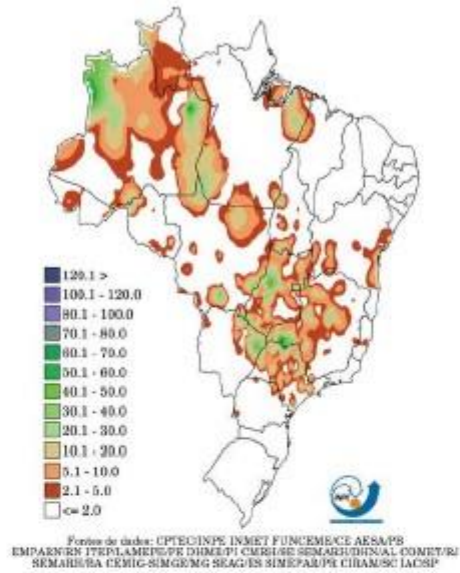 120.1 >
100.1 - 120.0
80.1 - 100.0
70.1 - 80.0
60.1 - 70.0
50.1 - 60.0
40.1 - 50.0
30.1 - 40.0
20.1 - 30.0
10.1 - 20.0
5.1 - 10.0
2.1 - 5.0
<= 2.0
Fontes de dados: CPTEC/INPE INMET FUNCEME/CE AESA/PB
EMPARN/RN ITEP/LAMEPE/PE DHME/PI CMRH/SE SEMARH/DHN/AL COMET/RJ
SEMARH/BA CEMIG-SIMGE/MG SEAG/ES SIMEPAR/PR CIRAM/SC IAC/SP